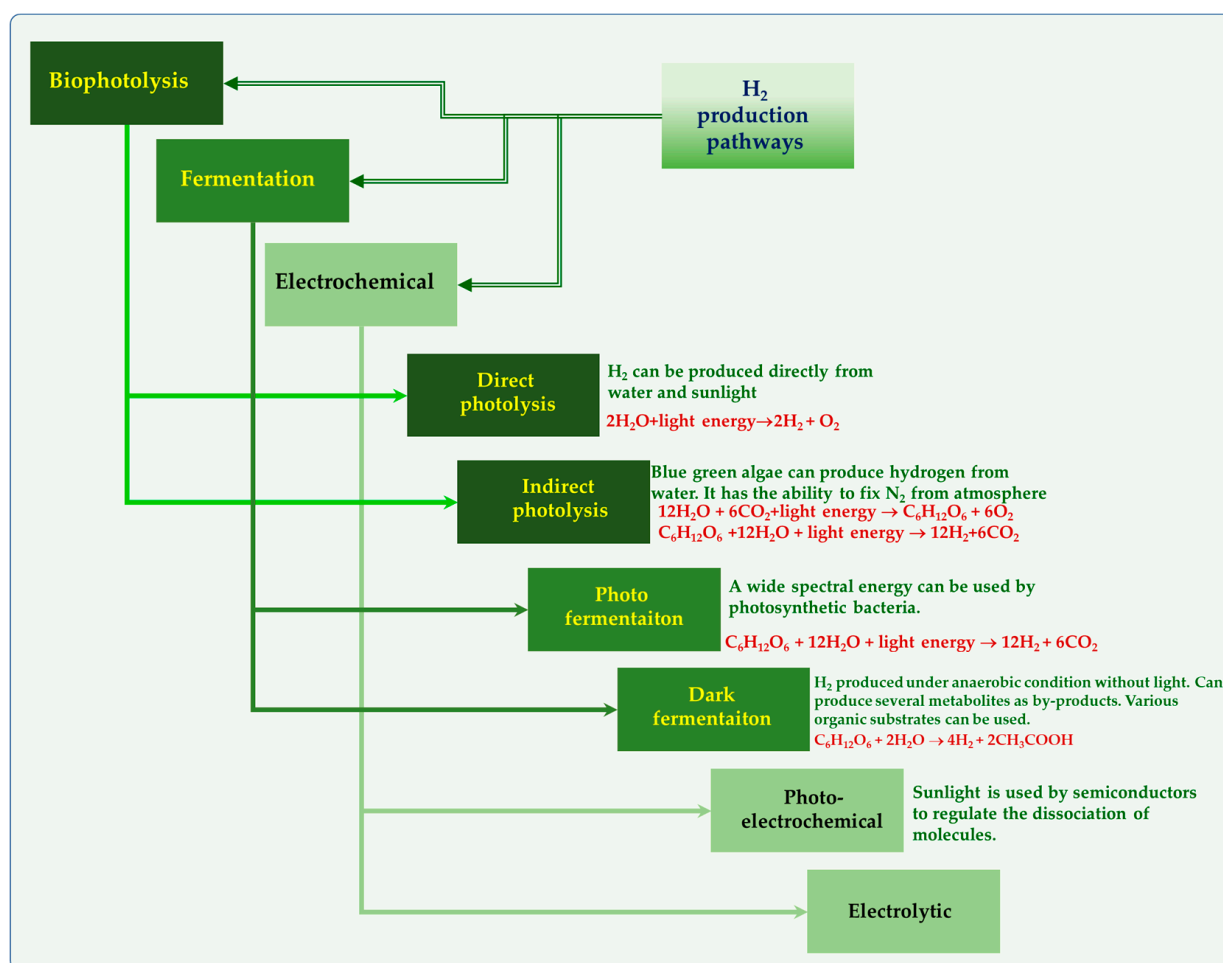 Biophotolysis
H₂
production
pathways
Fermentation
Electrochemical
Direct
photolysis
H₂ can be produced directly from
water and sunlight
2H₂O+light energy→2H₂ + O₂
Indirect
photolysis
Blue green algae can produce hydrogen from
water. It has the ability to fix N₂ from atmosphere
12H₂O + 6CO₂+light energy → C₆H₁₂O₆ + 6O₂
C₆H₁₂O₆ +12H₂O + light energy → 12H₂+6CO₂
Photo
fermentaiton
A wide spectral energy can be used by
photosynthetic bacteria.
C₆H₁₂O₆ + 12H₂O + light energy → 12H₂ + 6CO₂
Dark
fermentaiton
H₂ produced under anaerobic condition without light. Can
produce several metabolites as by-products. Various
organic substrates can be used.
C₆H₁₂O₆ + 2H₂O → 4H₂ + 2CH₃COOH
Photo-
electrochemical
Sunlight is used by semiconductors
to regulate the dissociation of
molecules.
Electrolytic